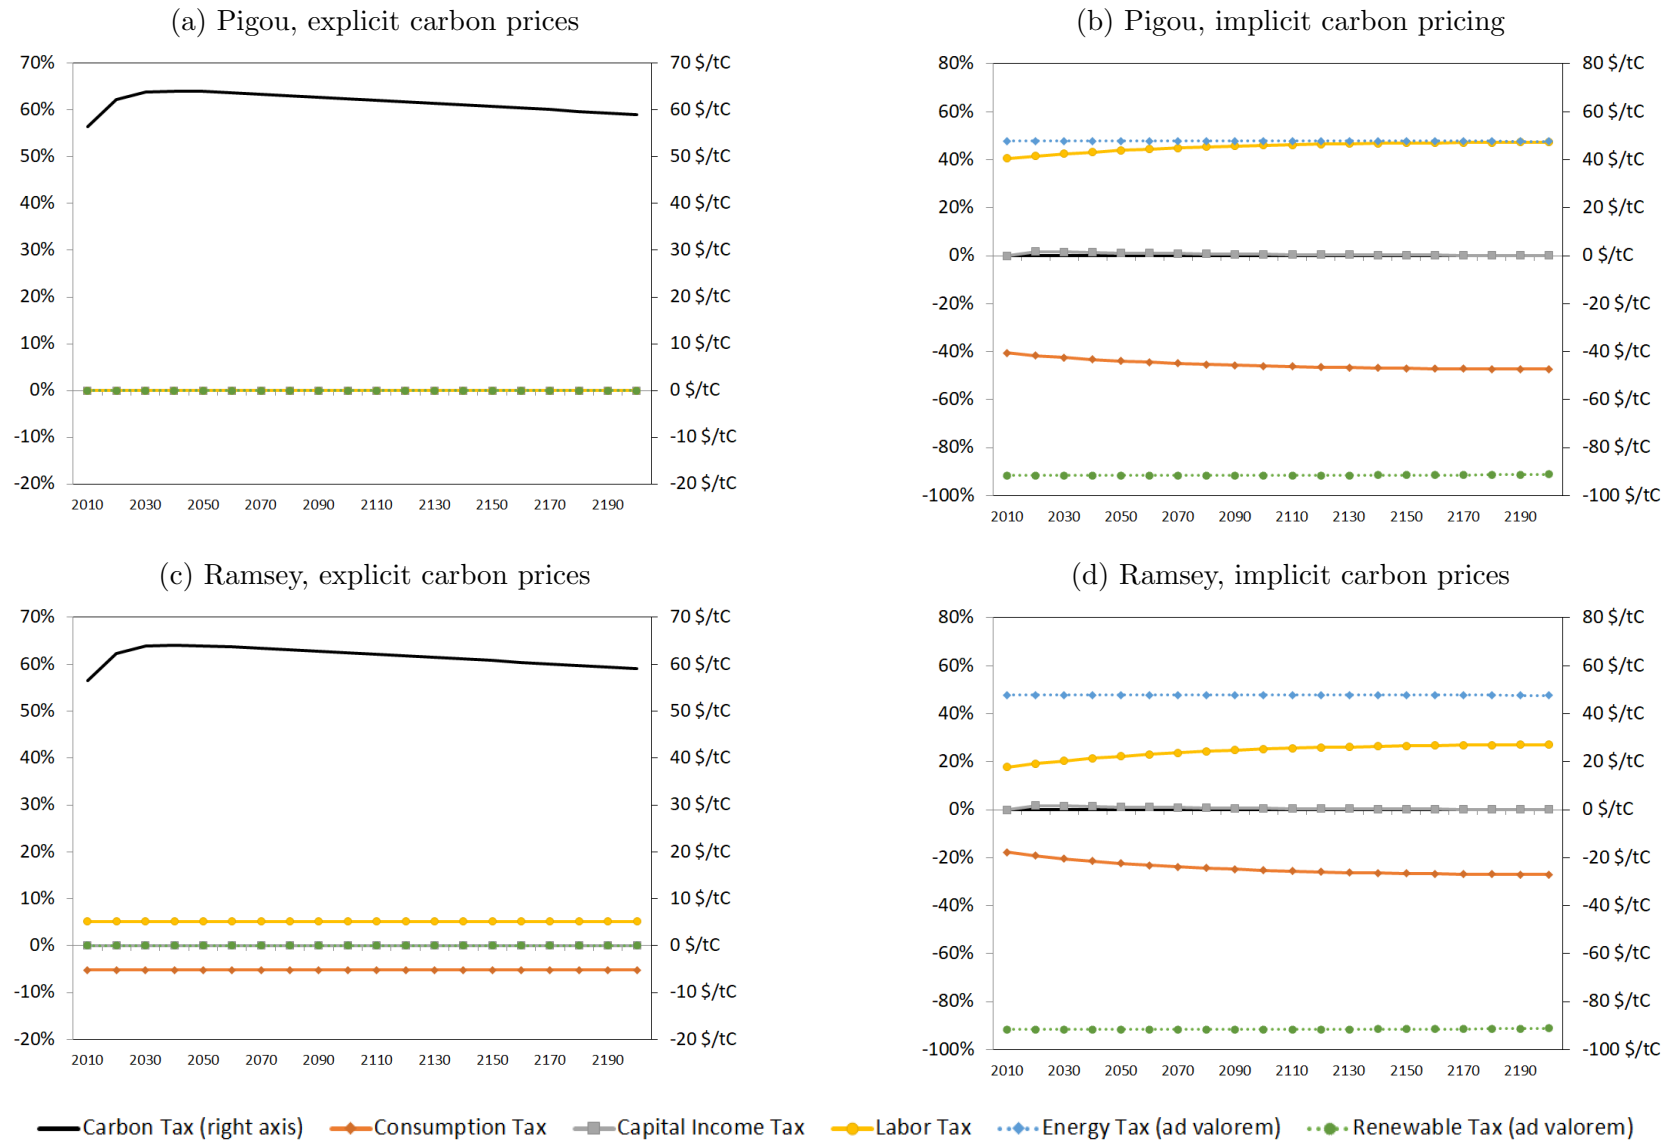 (a) Pigou, explicit carbon prices
70%
60%
50%
40%
30%
20%
10%
0%
-10%
-20%
70 $/tC
60 $/tC
50 $/tC
40 $/tC
30 $/tC
20 $/tC
10 $/tC
0 $/tC
-10 $/tC
-20 $/tC
2010 2030 2050 2070 2090 2110 2130 2150 2170 2190
(b) Pigou, implicit carbon pricing
80%
60%
40%
20%
0%
-20%
-40%
-60%
-80%
-100%
80 $/tC
60 $/tC
40 $/tC
20 $/tC
0 $/tC
-20 $/tC
-40 $/tC
-60 $/tC
-80 $/tC
-100 $/tC
2010 2030 2050 2070 2090 2110 2130 2150 2170 2190
(c) Ramsey, explicit carbon prices
70%
60%
50%
40%
30%
20%
10%
0%
-10%
-20%
70 $/tC
60 $/tC
50 $/tC
40 $/tC
30 $/tC
20 $/tC
10 $/tC
0 $/tC
-10 $/tC
-20 $/tC
2010 2030 2050 2070 2090 2110 2130 2150 2170 2190
(d) Ramsey, implicit carbon prices
80%
60%
40%
20%
0%
-20%
-40%
-60%
-80%
-100%
80 $/tC
60 $/tC
40 $/tC
20 $/tC
0 $/tC
-20 $/tC
-40 $/tC
-60 $/tC
-80 $/tC
-100 $/tC
2010 2030 2050 2070 2090 2110 2130 2150 2170 2190
Carbon Tax (right axis) Consumption Tax Capital Income Tax Labor Tax Energy Tax (ad valorem) Renewable Tax (ad valorem)